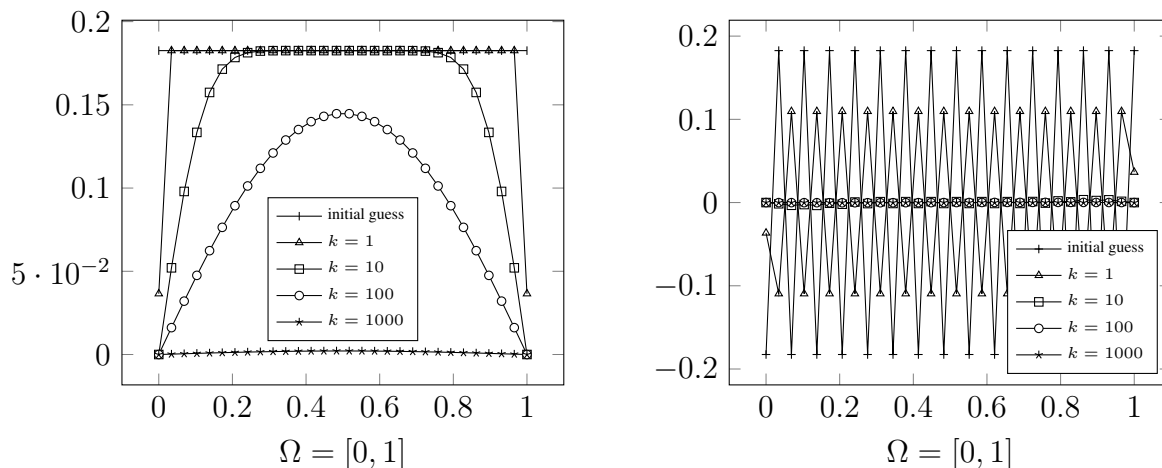 0.2
0.15
0.1
5 · 10⁻²
0
initial guess
k = 1
k = 10
k = 100
k = 1000
0 0.2 0.4 0.6 0.8 1
Ω = [0, 1]
0.2
0.1
0
−0.1
−0.2
initial guess
k = 1
k = 10
k = 100
k = 1000
0 0.2 0.4 0.6 0.8 1
Ω = [0, 1]